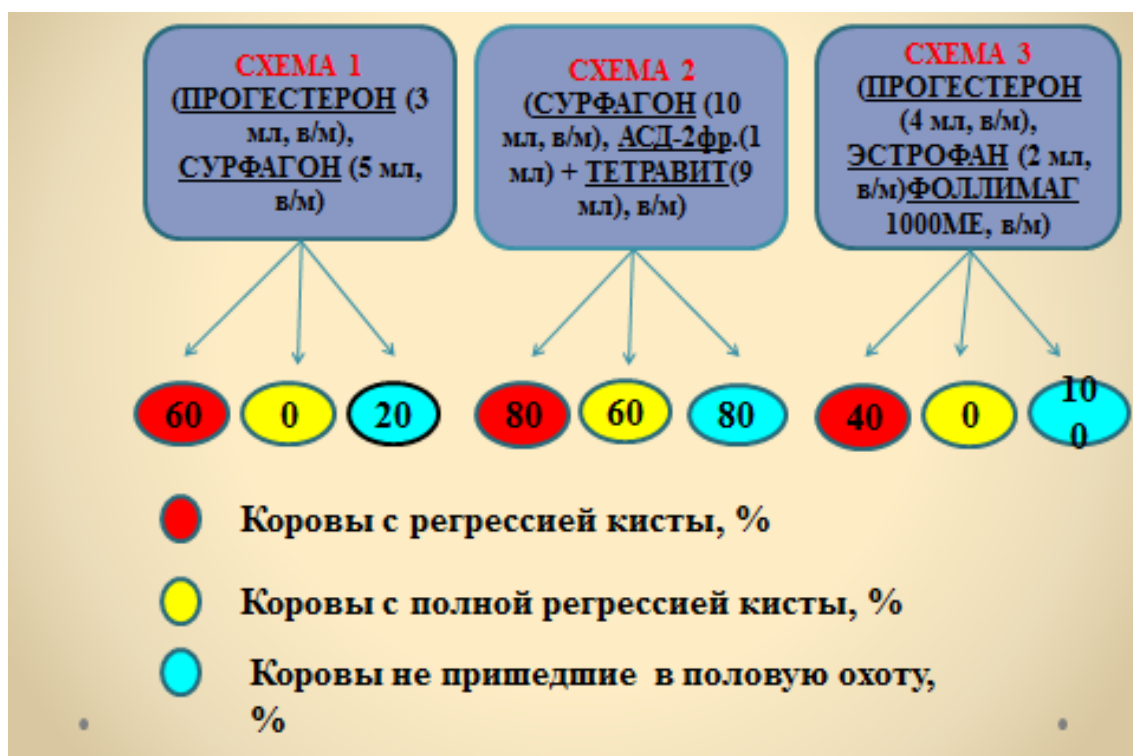 СХЕМА 1
(ПРОГЕСТЕРОН (3
мл, в/м),
СУРФАГОН (5 мл,
в/м)
СХЕМА 2
(СУРФАГОН (10
мл, в/м), АСД-2фр.(1
мл) + ТЕТРАВИТ(9
мл), в/м)
СХЕМА 3
(ПРОГЕСТЕРОН
(4 мл, в/м),
ЭСТРОФАН (2 мл,
в/м)ФОЛЛИМАГ
1000МЕ, в/м)
60
0
20
80
60
80
40
0
10
0
Коровы с регрессией кисты, %
Коровы с полной регрессией кисты, %
Коровы не пришедшие в половую охоту,
%